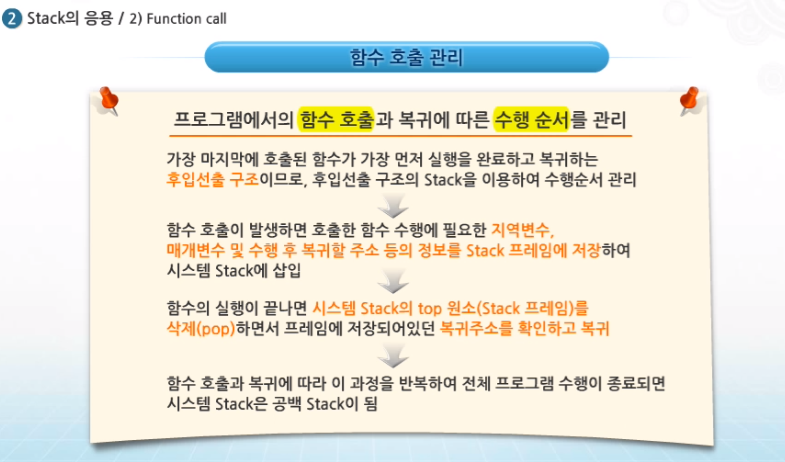 2 Stack의 응용 / 2) Function call
함수 호출 관리
프로그램에서의 함수 호출과 복귀에 따른 수행 순서를 관리
가장 마지막에 호출된 함수가 가장 먼저 실행을 완료하고 복귀하는
후입선출 구조이므로, 후입선출 구조의 Stack을 이용하여 수행순서 관리
함수 호출이 발생하면 호출한 함수 수행에 필요한 지역변수,
매개변수 및 수행 후 복귀할 주소 등의 정보를 Stack 프레임에 저장하여
시스템 Stack에 삽입
함수의 실행이 끝나면 시스템 Stack의 top 원소(Stack 프레임)를
삭제(pop)하면서 프레임에 저장되어있던 복귀주소를 확인하고 복귀
함수 호출과 복귀에 따라 이 과정을 반복하여 전체 프로그램 수행이 종료되면
시스템 Stack은 공백 Stack이 됨